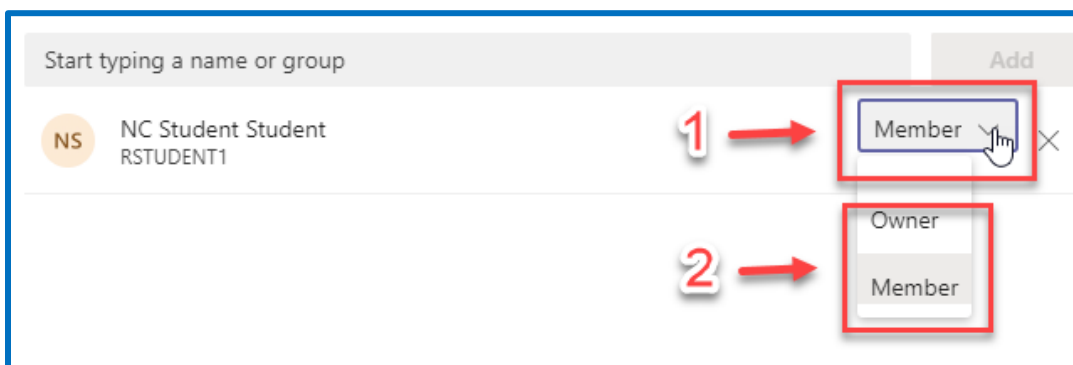 Start typing a name or group
Add
NS
NC Student Student
RSTUDENT1
1
Member
Owner
2
Member